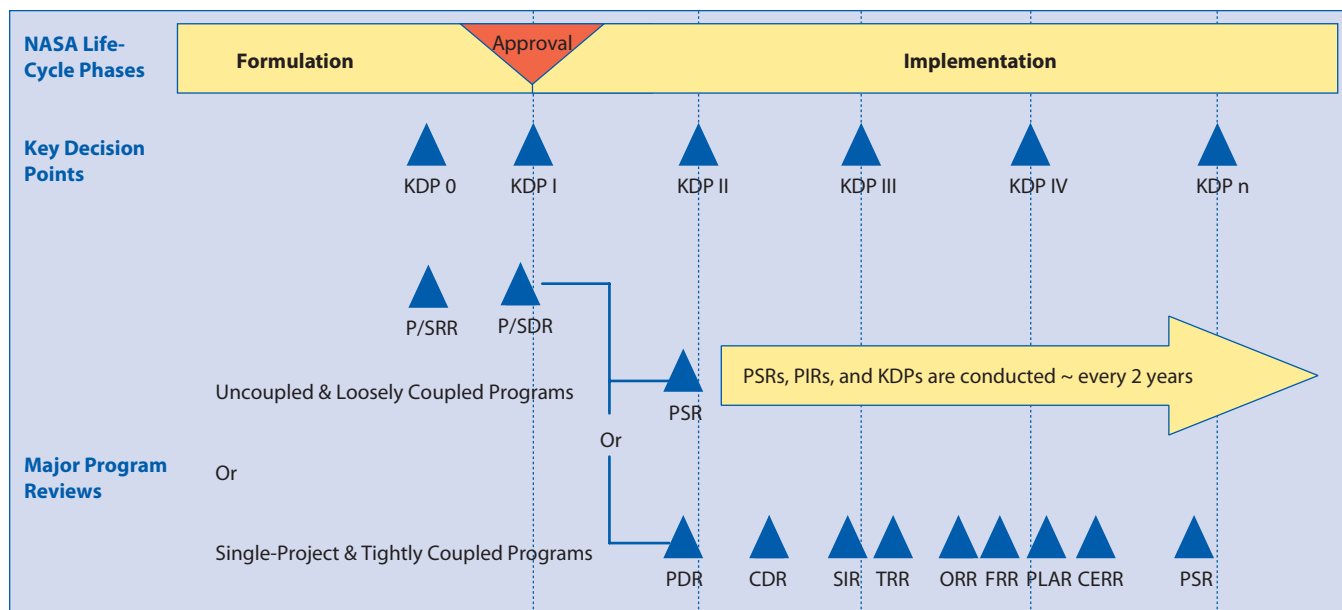 NASA Life-
Cycle Phases
Formulation
Approval
Implementation
Key Decision
Points
KDP 0
KDP I
KDP II
KDP III
KDP IV
KDP n
P/SRR
P/SDR
Uncoupled & Loosely Coupled Programs
PSR
PSRs, PIRs, and KDPs are conducted ~ every 2 years
Or
Major Program
Reviews
Or
Single-Project & Tightly Coupled Programs
PDR
CDR
SIR
TRR
ORR
FRR
PLAR
CERR
PSR